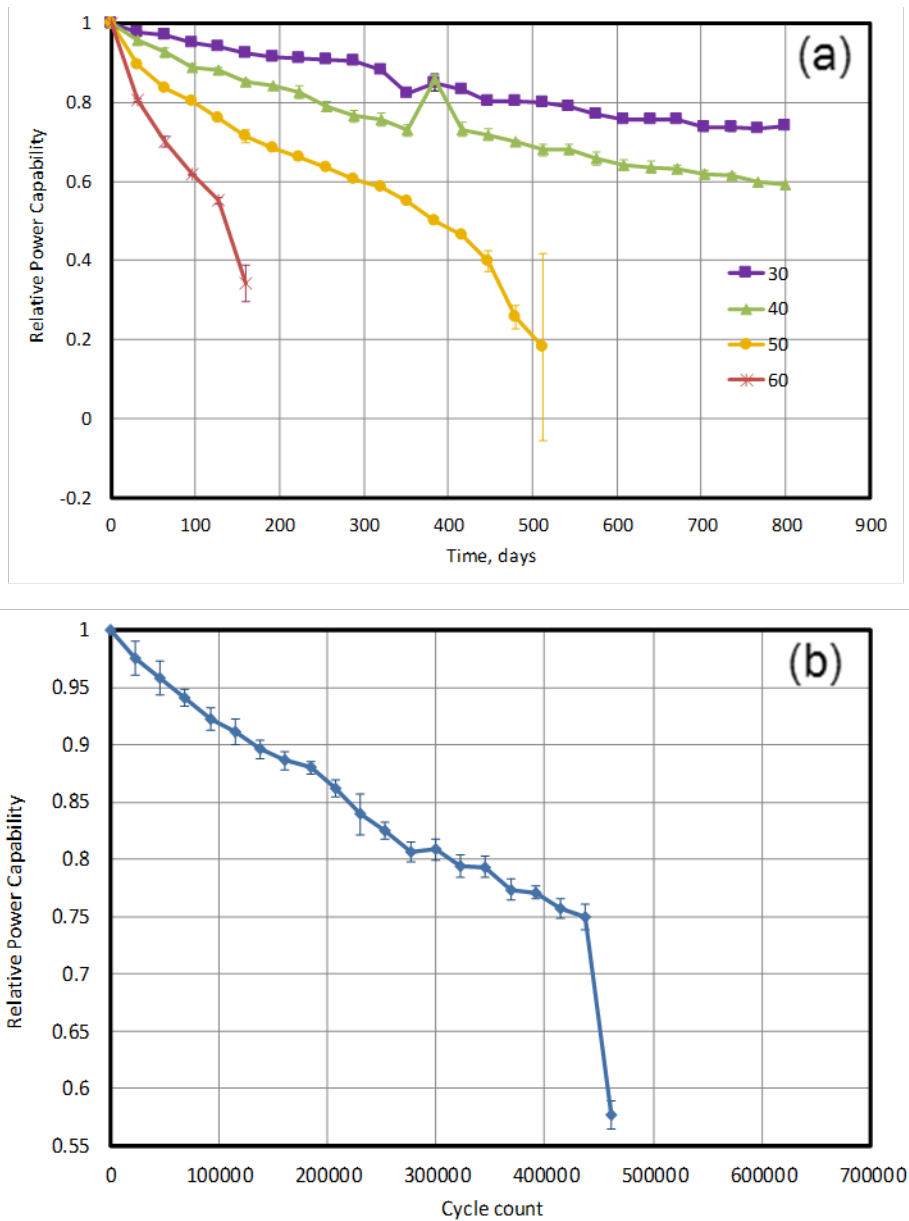 (a)
1
0.8
0.6
0.4
0.2
0
-0.2
Relative Power Capability
30
40
50
60
0 100 200 300 400 500 600 700 800 900
Time, days
(b)
1
0.95
0.9
0.85
0.8
0.75
0.7
0.65
0.6
0.55
Relative Power Capability
0 100000 200000 300000 400000 500000 600000 700000
Cycle count